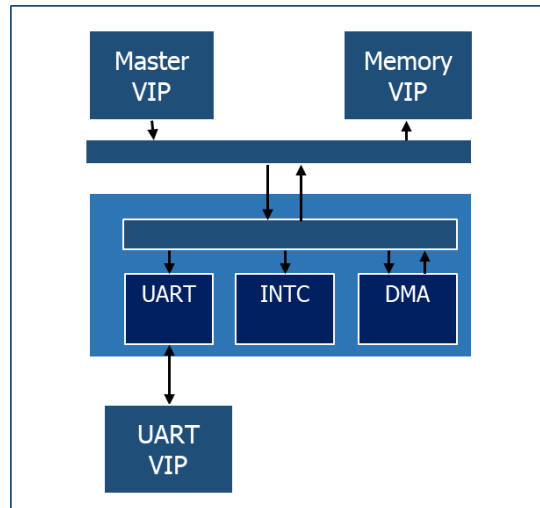 Master
VIP
Memory
VIP
UART
INTC
DMA
UART
VIP